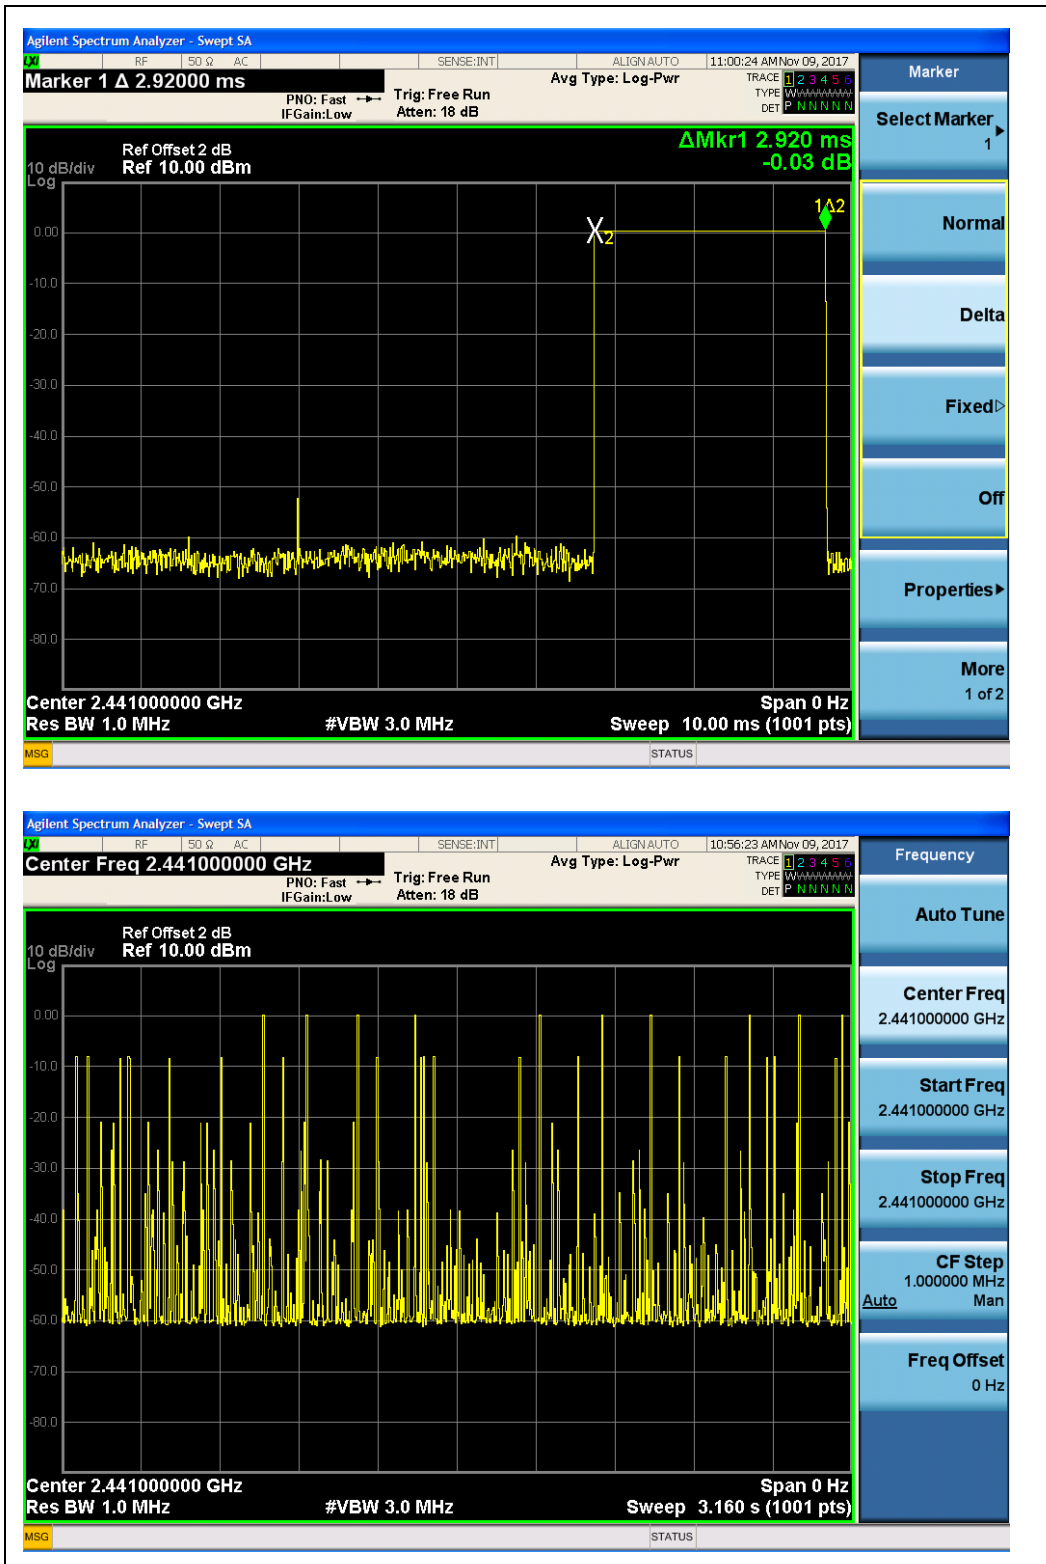 Agilent Spectrum Analyzer - Swept SA
LXI RF 50 Ω AC SENSE:INT ALIGNAUTO 11:00:24 AM Nov 09, 2017
Marker 1 Δ 2.92000 ms
PNO: Fast
IFGain:Low
Trig: Free Run
Atten: 18 dB
Avg Type: Log-Pwr
TRACE 1 2 3 4 5 6
TYPE
DET P N N N N N
ΔMkr1 2.920 ms
-0.03 dB
Ref Offset 2 dB
10 dB/div Ref 10.00 dBm
Log
1Δ2
X2
0.00
-10.0
-20.0
-30.0
-40.0
-50.0
-60.0
-70.0
-80.0
Center 2.441000000 GHz Span 0 Hz
Res BW 1.0 MHz #VBW 3.0 MHz Sweep 10.00 ms (1001 pts)
MSG STATUS
Marker
Select Marker
1
Normal
Delta
Fixed
Off
Properties
More
1 of 2
Agilent Spectrum Analyzer - Swept SA
LXI RF 50 Ω AC SENSE:INT ALIGNAUTO 10:56:23 AM Nov 09, 2017
Center Freq 2.441000000 GHz
PNO: Fast
IFGain:Low
Trig: Free Run
Atten: 18 dB
Avg Type: Log-Pwr
TRACE 1 2 3 4 5 6
TYPE
DET P N N N N N
Ref Offset 2 dB
10 dB/div Ref 10.00 dBm
Log
0.00
-10.0
-20.0
-30.0
-40.0
-50.0
-60.0
-70.0
-80.0
Center 2.441000000 GHz Span 0 Hz
Res BW 1.0 MHz #VBW 3.0 MHz Sweep 3.160 s (1001 pts)
MSG STATUS
Frequency
Auto Tune
Center Freq
2.441000000 GHz
Start Freq
2.441000000 GHz
Stop Freq
2.441000000 GHz
CF Step
1.000000 MHz
Auto Man
Freq Offset
0 Hz